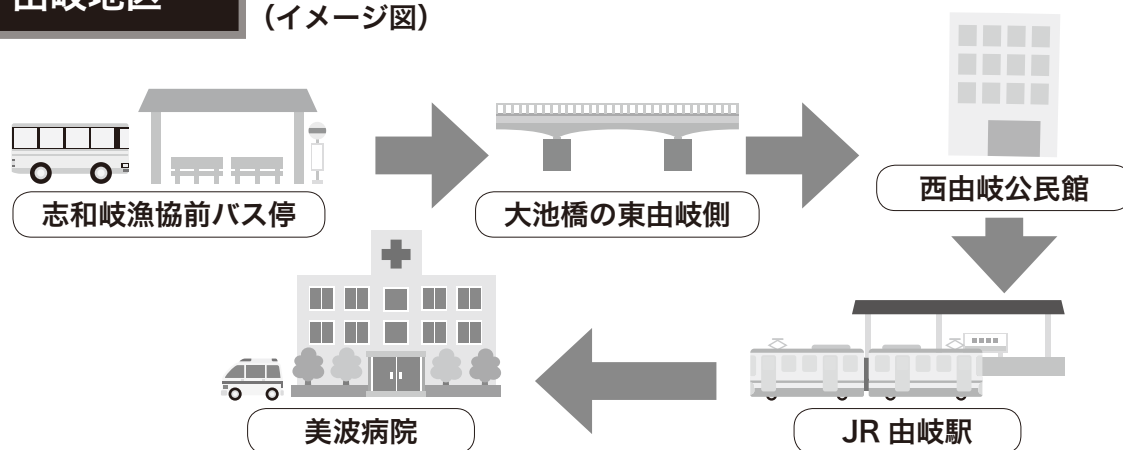 由岐地区
（イメージ図）
志和岐漁協前バス停
大池橋の東由岐側
西由岐公民館
JR 由岐駅
美波病院